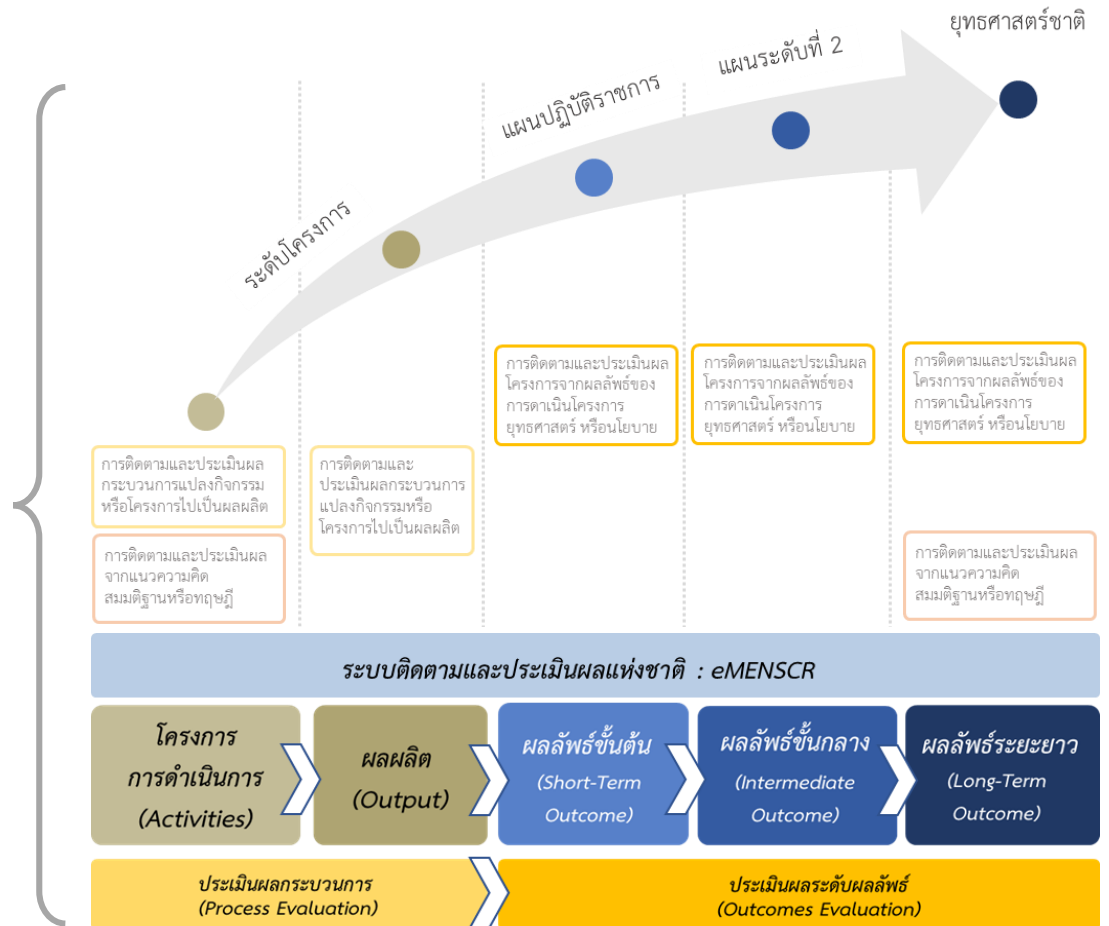 ยุทธศาสตร์ชาติ
แผนระดับที่ 2
แผนปฏิบัติราชการ
ระดับโครงการ
การติดตามและประเมินผล
โครงการจากผลลัพธ์ของ
การดาเนินโครงการ
ยุทธศาสตร์ หรือนโยบาย
การติดตามและประเมินผล
โครงการจากผลลัพธ์ของ
การดาเนินโครงการ
ยุทธศาสตร์ หรือนโยบาย
การติดตามและประเมินผล
โครงการจากผลลัพธ์ของ
การดาเนินโครงการ
ยุทธศาสตร์ หรือนโยบาย
การติดตามและประเมินผล
กระบวนการแปลงกิจกรรม
หรือโครงการไปเป็นผลผลิต
การติดตามและ
ประเมินผลกระบวนการ
แปลงกิจกรรมหรือ
โครงการไปเป็นผลผลิต
การติดตามและประเมินผล
จากแนวความคิด
สมมติฐานหรือทฤษฎี
การติดตามและประเมินผล
จากแนวความคิด
สมมติฐานหรือทฤษฎี
ระบบติดตามและประเมินผลแห่งชาติ : eMENSCR
โครงการ
การดำเนินการ
(Activities)
ผลผลิต
(Output)
ผลลัพธ์ขั้นต้น
(Short-Term
Outcome)
ผลลัพธ์ขั้นกลาง
(Intermediate
Outcome)
ผลลัพธ์ระยะยาว
(Long-Term
Outcome)
ประเมินผลกระบวนการ
(Process Evaluation)
ประเมินผลระดับผลลัพธ์
(Outcomes Evaluation)